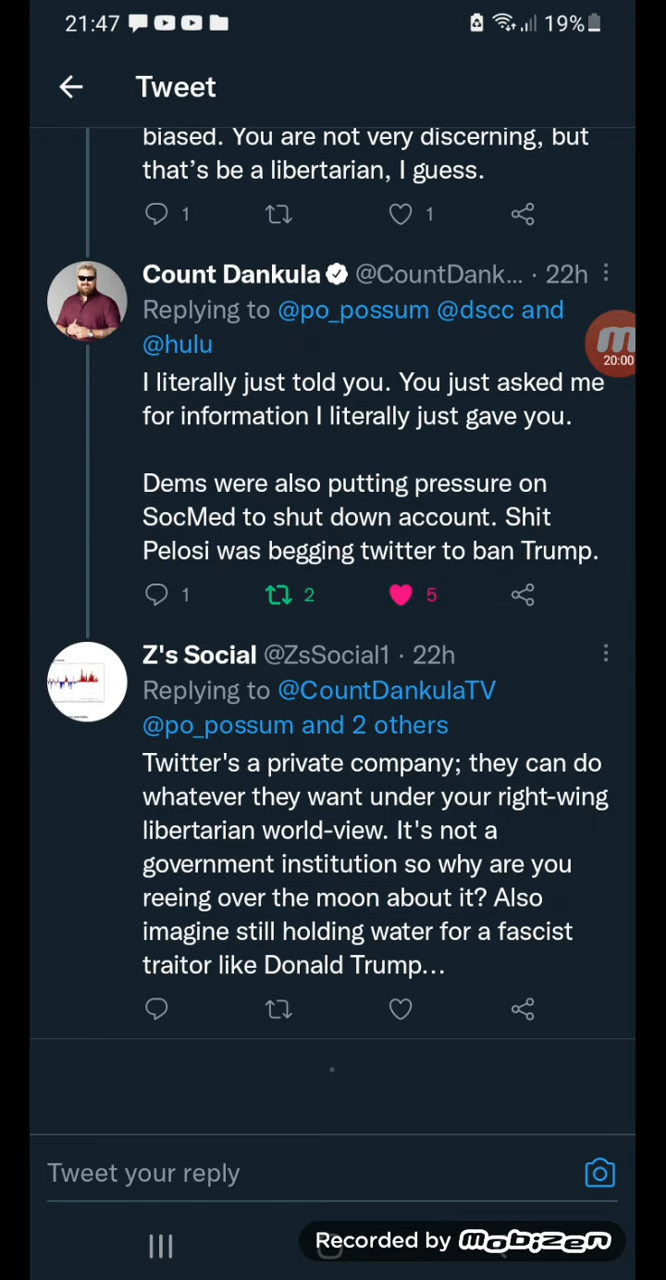 21:47
19%
Tweet
biased. You are not very discerning, but
that's be a libertarian, I guess.
1
1
Count Dankula @CountDank... · 22h
Replying to @po_possum @dscc and
@hulu
20:00
I literally just told you. You just asked me
for information I literally just gave you.
Dems were also putting pressure on
SocMed to shut down account. Shit
Pelosi was begging twitter to ban Trump.
1
2
5
Z's Social @ZsSocial1 · 22h
Replying to @CountDankulaTV
@po_possum and 2 others
Twitter's a private company; they can do
whatever they want under your right-wing
libertarian world-view. It's not a
government institution so why are you
reeing over the moon about it? Also
imagine still holding water for a fascist
traitor like Donald Trump...
Tweet your reply
Recorded by mobizen